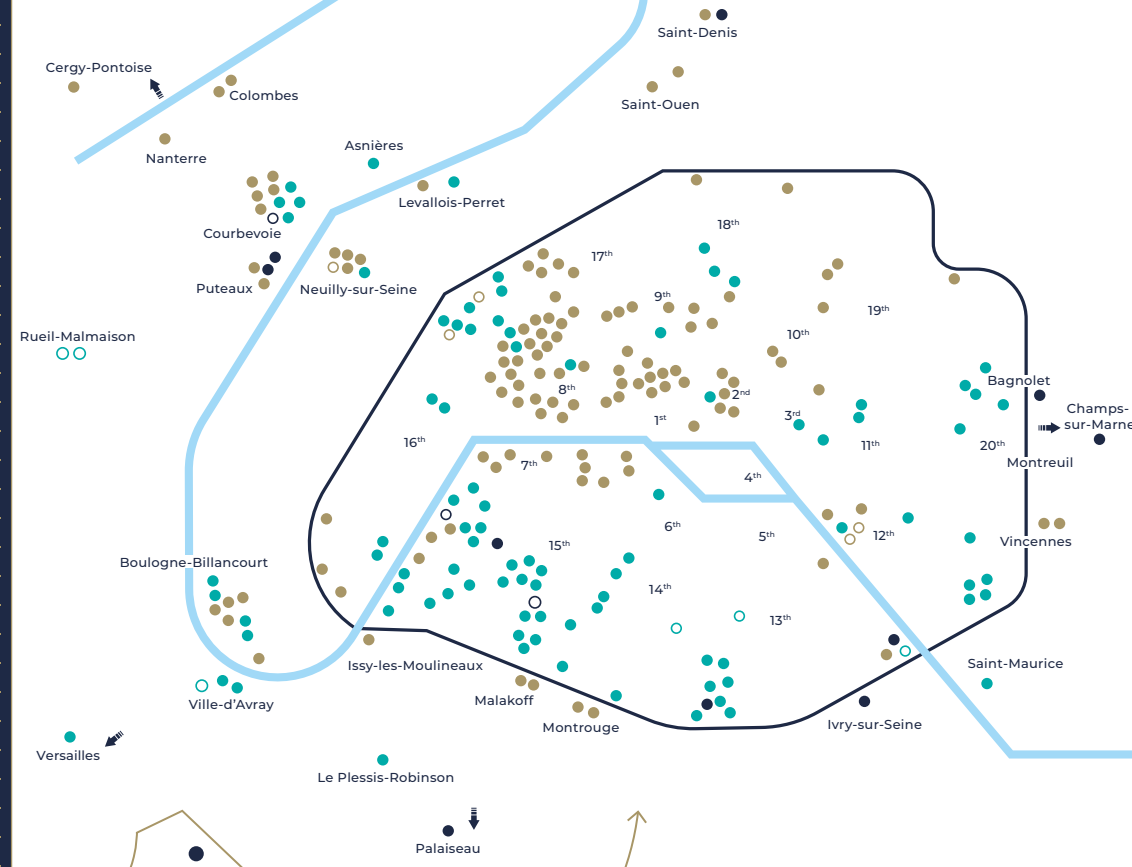 Saint-Denis
Cergy-Pontoise
Colombes
Saint-Ouen
Nanterre
Asnières
Levallois-Perret
Courbevoie
18th
17th
Puteaux
Neuilly-sur-Seine
9th
19th
Rueil-Malmaison
10th
8th
2nd
Bagnolet
1st
3rd
Champs-
sur-Marne
16th
11th
20th
7th
Montreuil
4th
6th
5th
12th
15th
Vincennes
Boulogne-Billancourt
14th
13th
Issy-les-Moulineaux
Saint-Maurice
Malakoff
Ville-d’Avray
Montrouge
Ivry-sur-Seine
Versailles
Le Plessis-Robinson
Palaiseau